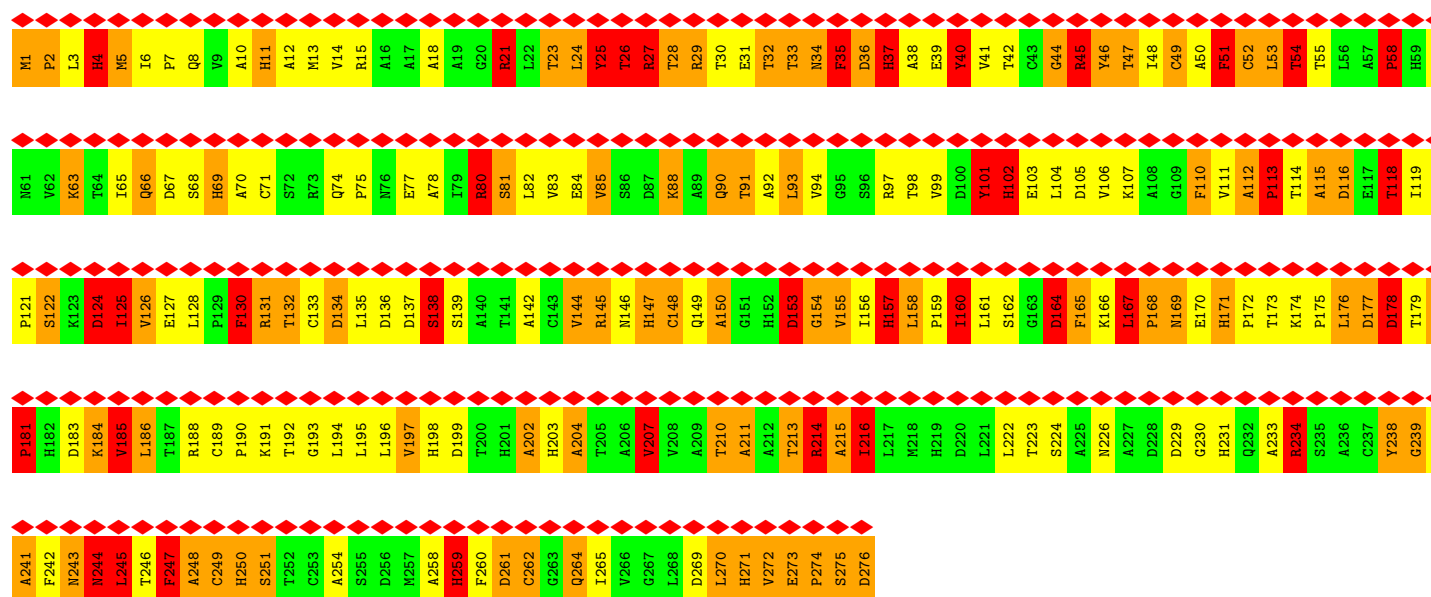 M1 P2 L3 H4 M5 I6 P7 Q8 V9 A10 H11 A12 M13 V14 R15 A16 A17 A18 A19 G20 R21 L22 T23 L24 Y25 T26 R27 T28 R29 T30 E31 T32 T33 N34 F35 D36 H37 A38 E39 Y40 V41 T42 C43 G44 R45 Y46 T47 I48 C49 A50 F51 C52 L53 T54 T55 L56 A57 P58 H59
N61 V62 K63 T64 I65 Q66 D67 S68 H69 A70 C71 S72 R73 Q74 P75 N76 E77 A78 I79 R80 S81 L82 V83 E84 V85 S86 D87 K88 A89 Q90 T91 A92 L93 V94 G95 S96 R97 T98 V99 D100 Y101 H102 E103 L104 D105 V106 K107 A108 G109 F110 V111 A112 P113 T114 A115 D116 E117 T118 I119
P121 S122 K123 D124 I125 V126 E127 L128 P129 F130 R131 T132 C133 D134 L135 D136 D137 S138 S139 A140 T141 A142 C143 V144 R145 N146 H147 C148 Q149 A150 G151 H152 D153 G154 V155 I156 H157 L158 P159 I160 L161 S162 G163 D164 F165 K166 L167 P168 N169 E170 H171 P172 T173 K174 P175 L176 D177 D178 T179
P181 H182 D183 K184 V185 L186 T187 R188 C189 P190 K191 T192 G193 L194 L195 L196 V197 H198 D199 T200 H201 A202 H203 A204 T205 A206 V207 V208 A209 T210 A211 A212 T213 R214 A215 I216 L217 M218 H219 D220 L221 L222 T223 S224 A225 N226 A227 D228 D229 G230 H231 Q232 A233 R234 S235 A236 C237 Y238 G239
A241 F242 N243 N244 L245 T246 F247 A248 C249 H250 S251 T252 C253 A254 S255 D256 M257 A258 H259 F260 D261 C262 G263 Q264 I265 V266 G267 L268 D269 L270 H271 V272 E273 P274 S275 D276